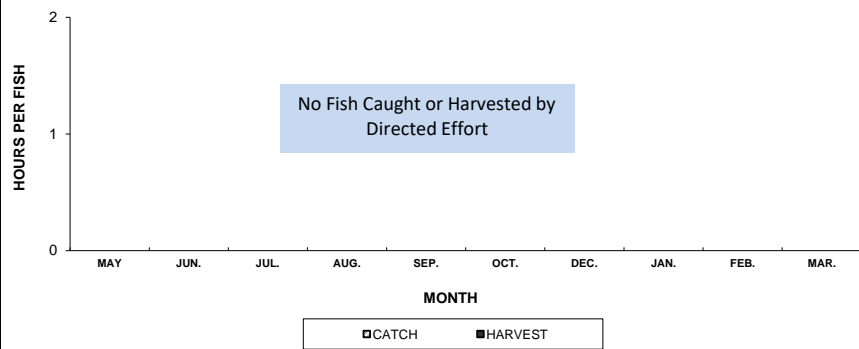 2
1
0
HOURS PER FISH
No Fish Caught or Harvested by
Directed Effort
MAY JUN. JUL. AUG. SEP. OCT. DEC. JAN. FEB. MAR.
MONTH
CATCH HARVEST